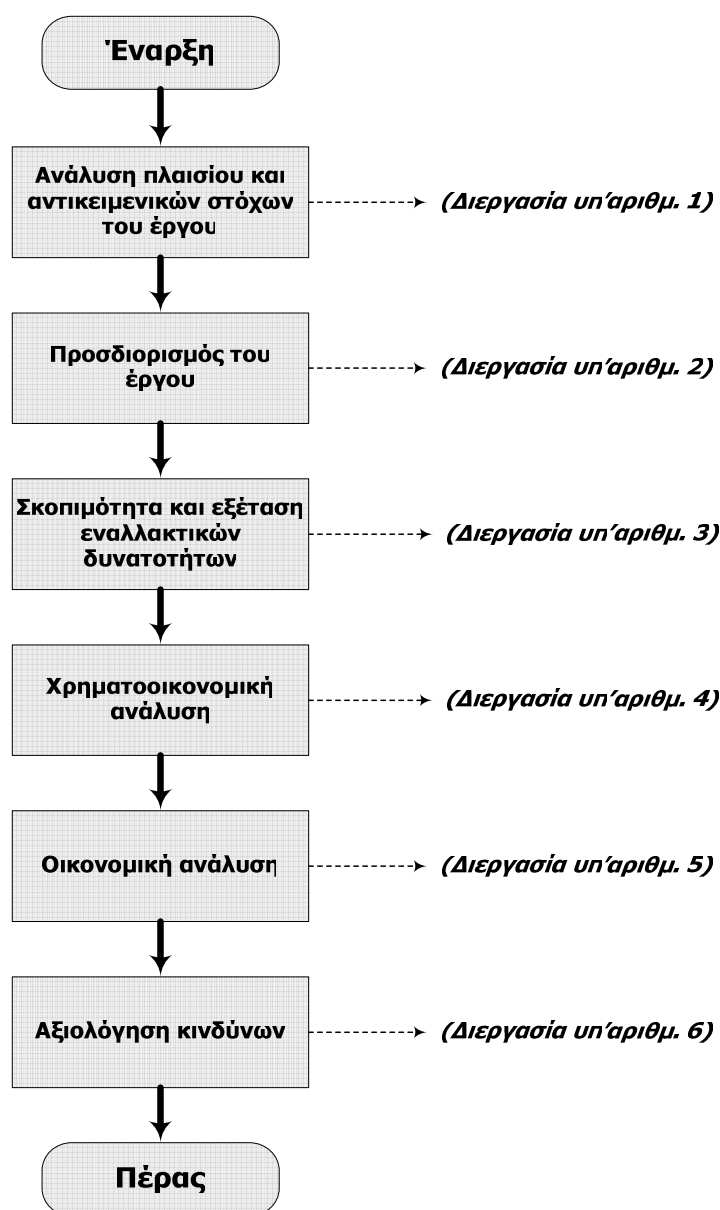 Έναρξη
Ανάλυση πλαισίου και
αντικειμενικών στόχων
του έργου
(Διεργασία υπ'αριθμ. 1)
Προσδιορισμός του
έργου
(Διεργασία υπ'αριθμ. 2)
Σκοπιμότητα και εξέταση
εναλλακτικών
δυνατοτήτων
(Διεργασία υπ'αριθμ. 3)
Χρηματοοικονομική
ανάλυση
(Διεργασία υπ'αριθμ. 4)
Οικονομική ανάλυση
(Διεργασία υπ'αριθμ. 5)
Αξιολόγηση κινδύνων
(Διεργασία υπ'αριθμ. 6)
Πέρας